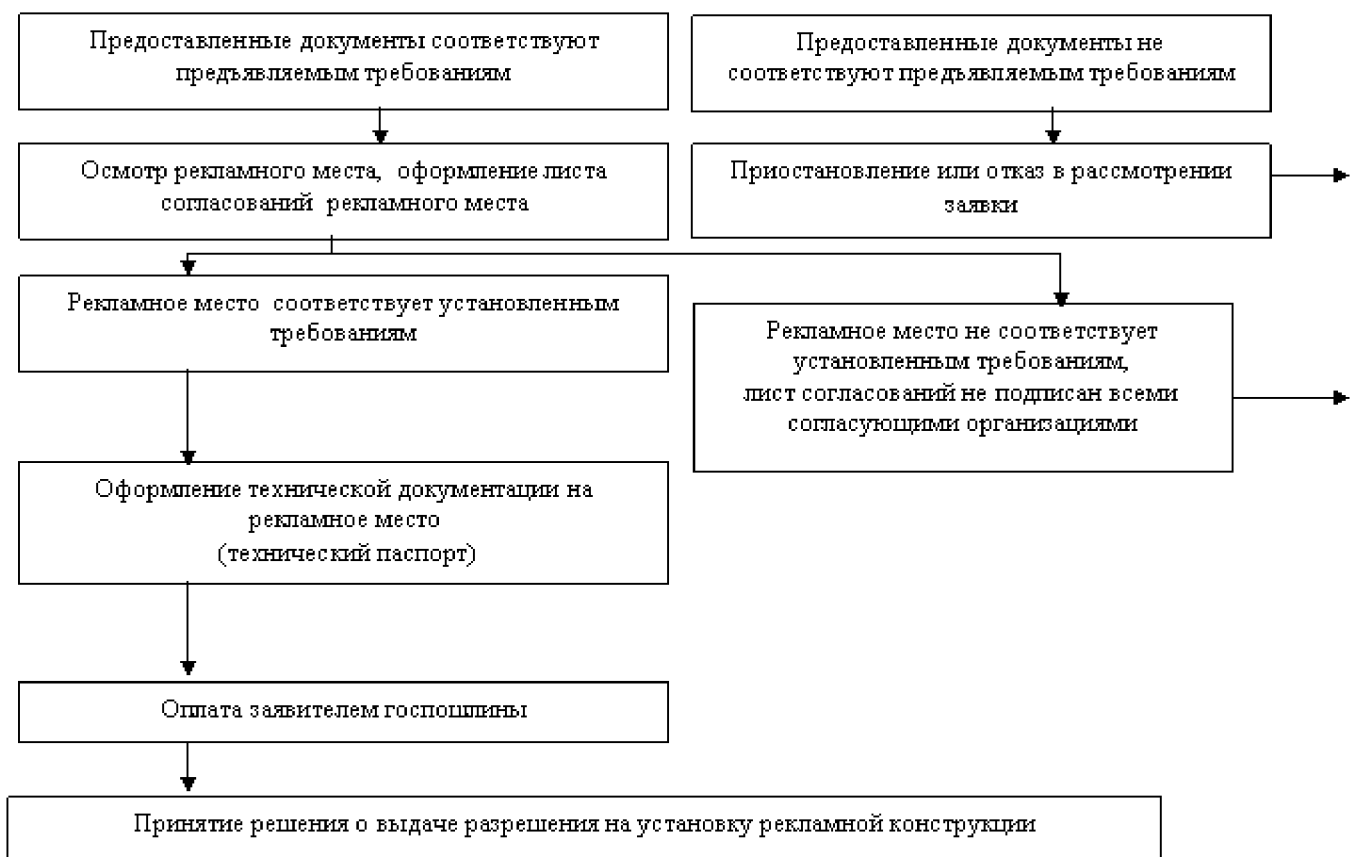 Предоставленные документы соответствуют
предъявляемым требованиям
Предоставленные документы не
соответствуют предъявляемым требованиям
Осмотр рекламного места, оформление листа
согласований рекламного места
Приостановление или отказ в рассмотрении
заявки
Рекламное место соответствует установленным
требованиям
Рекламное место не соответствует
установленным требованиям,
лист согласований не подписан всеми
согласующими организациями
Оформление технической документации на
рекламное место
(технический паспорт)
Оплата заявителем госпошлины
Принятие решения о выдаче разрешения на установку рекламной конструкции